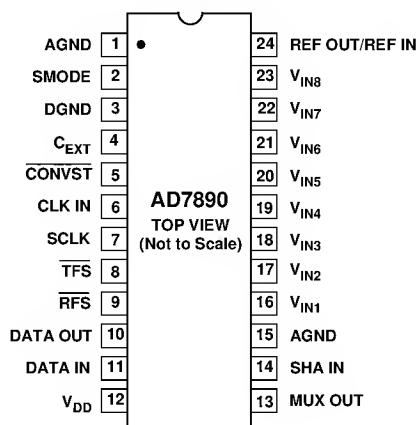 AGND 1 24 REF OUT/REF IN
SMODE 2 23 VIN8
DGND 3 22 VIN7
CEXT 4 21 VIN6
CONVST 5 20 VIN5
CLK IN 6 19 VIN4
SCLK 7 18 VIN3
TFS 8 17 VIN2
RFS 9 16 VIN1
DATA OUT 10 15 AGND
DATA IN 11 14 SHA IN
VDD 12 13 MUX OUT
AD7890
TOP VIEW
(Not to Scale)